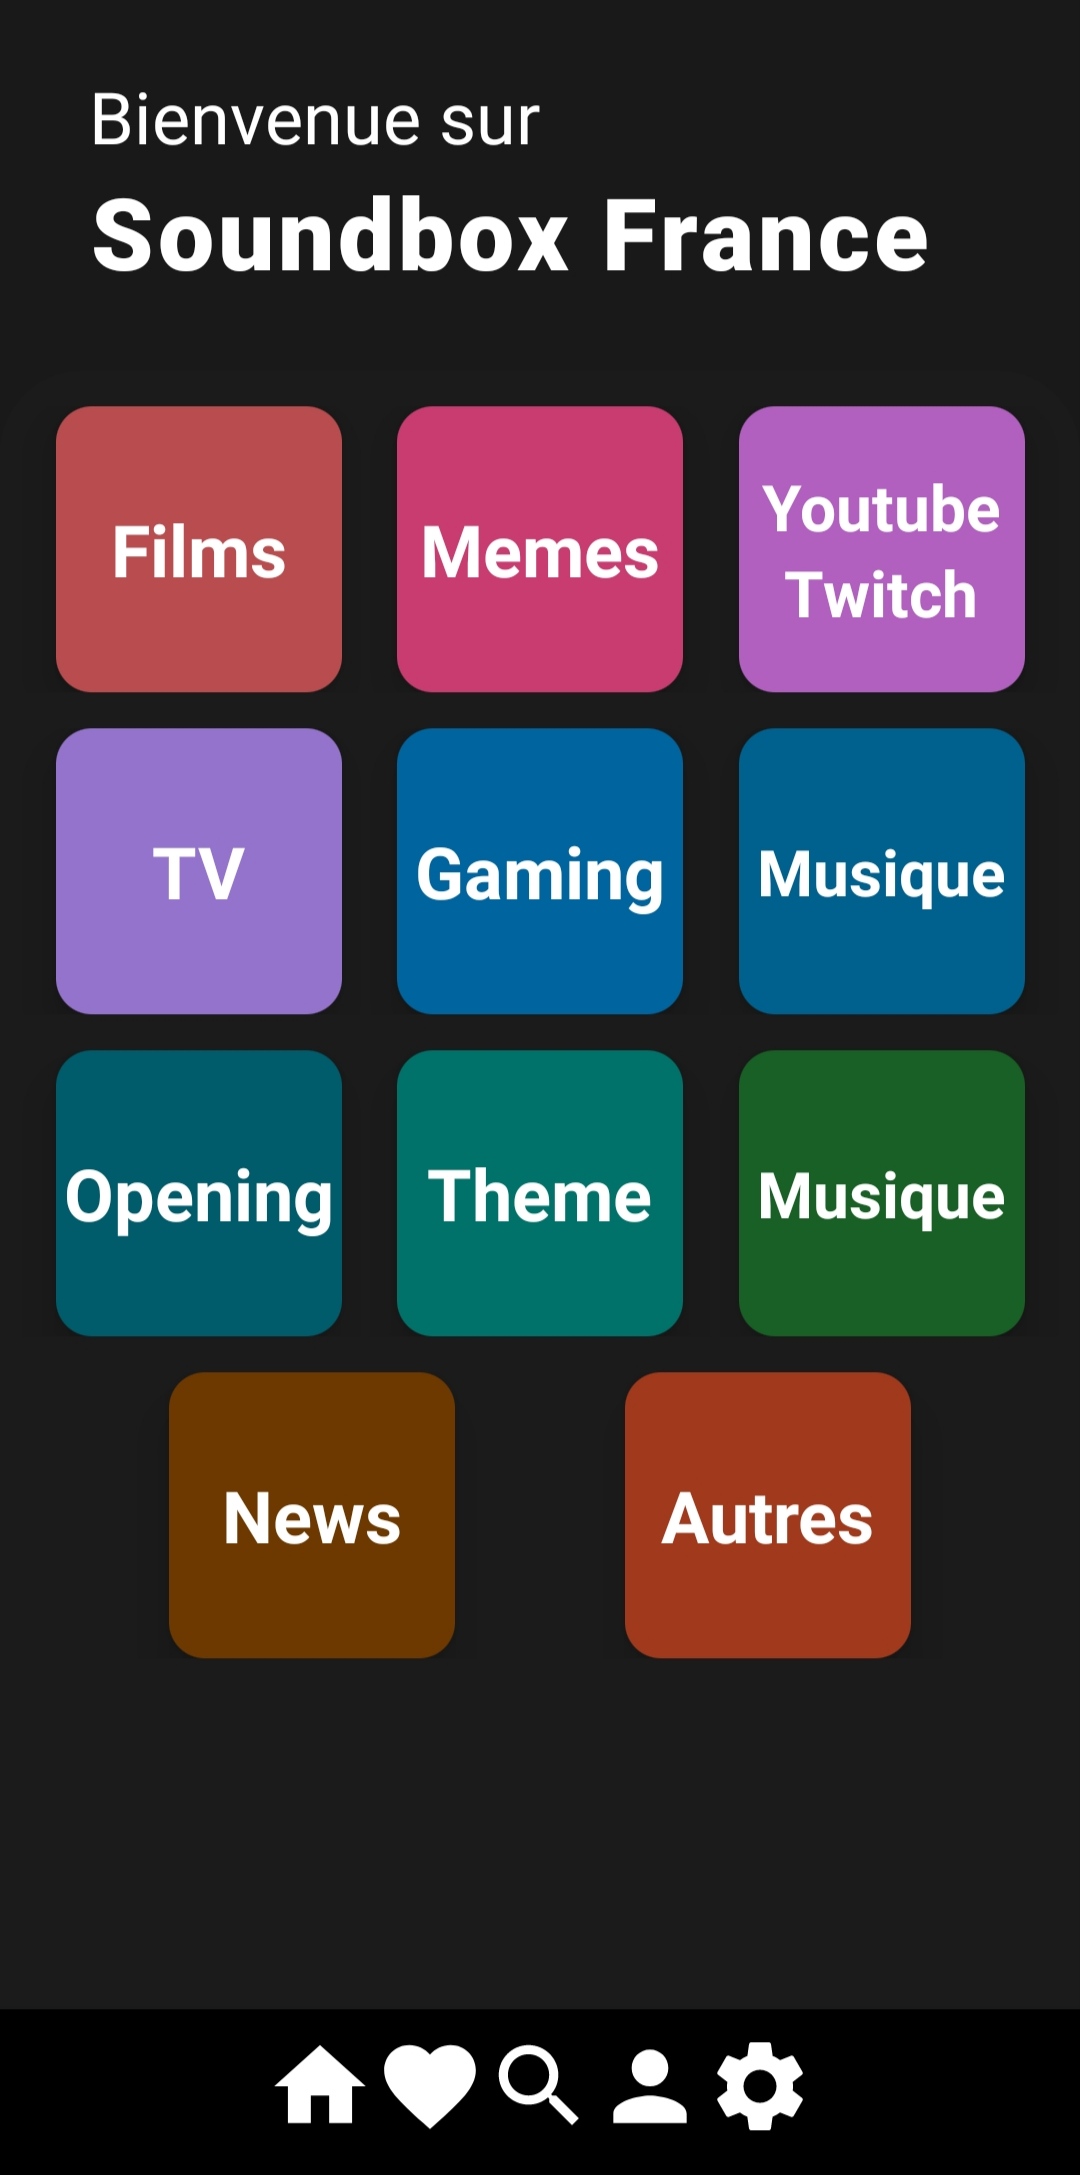 Bienvenue sur
Soundbox France
Films
Memes
Youtube
Twitch
TV
Gaming
Musique
Opening
Theme
Musique
News
Autres